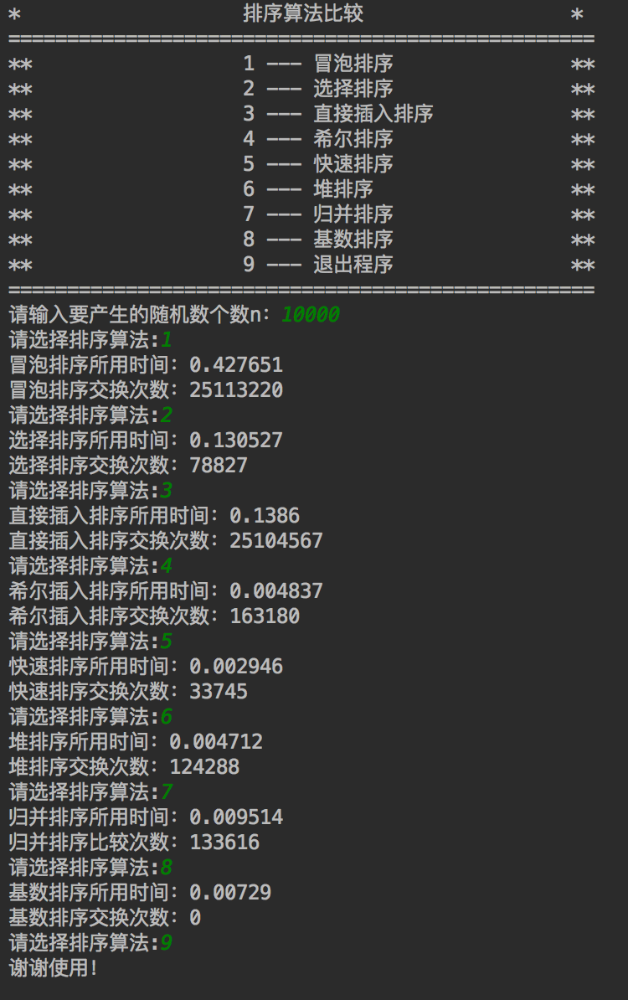 * 排序算法比较 *
==================================================
** 1 --- 冒泡排序 **
** 2 --- 选择排序 **
** 3 --- 直接插入排序 **
** 4 --- 希尔排序 **
** 5 --- 快速排序 **
** 6 --- 堆排序 **
** 7 --- 归并排序 **
** 8 --- 基数排序 **
** 9 --- 退出程序 **
==================================================
请输入要产生的随机数个数n：10000
请选择排序算法:1
冒泡排序所用时间：0.427651
冒泡排序交换次数：25113220
请选择排序算法:2
选择排序所用时间：0.130527
选择排序交换次数：78827
请选择排序算法:3
直接插入排序所用时间：0.1386
直接插入排序交换次数：25104567
请选择排序算法:4
希尔插入排序所用时间：0.004837
希尔插入排序交换次数：163180
请选择排序算法:5
快速排序所用时间：0.002946
快速排序交换次数：33745
请选择排序算法:6
堆排序所用时间：0.004712
堆排序交换次数：124288
请选择排序算法:7
归并排序所用时间：0.009514
归并排序比较次数：133616
请选择排序算法:8
基数排序所用时间：0.00729
基数排序交换次数：0
请选择排序算法:9
谢谢使用！